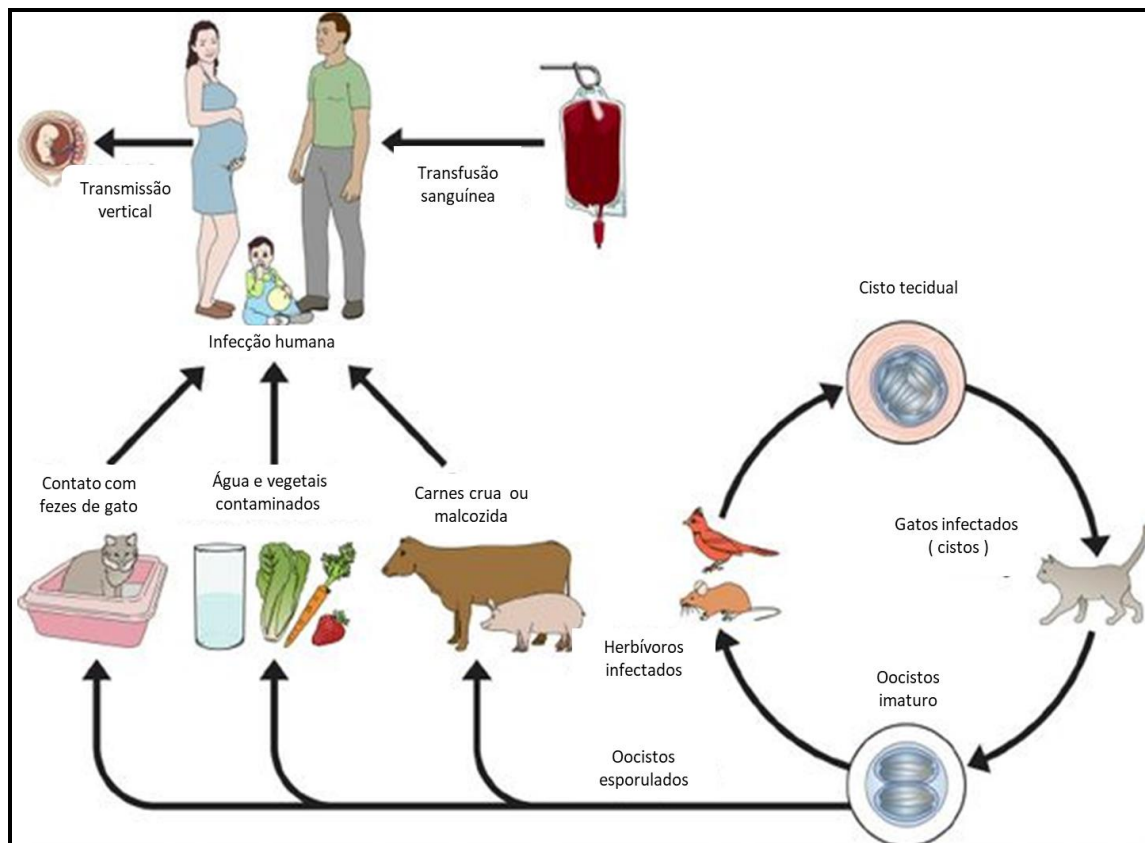 Transmissão
vertical
Transfusão
sanguínea
Infecção humana
Cisto tecidual
Contato com
fezes de gato
Água e vegetais
contaminados
Carnes crua ou
malcozida
Gatos infectados
( cistos )
Herbívoros
infectados
Oocistos
imaturo
Oocistos
esporulados